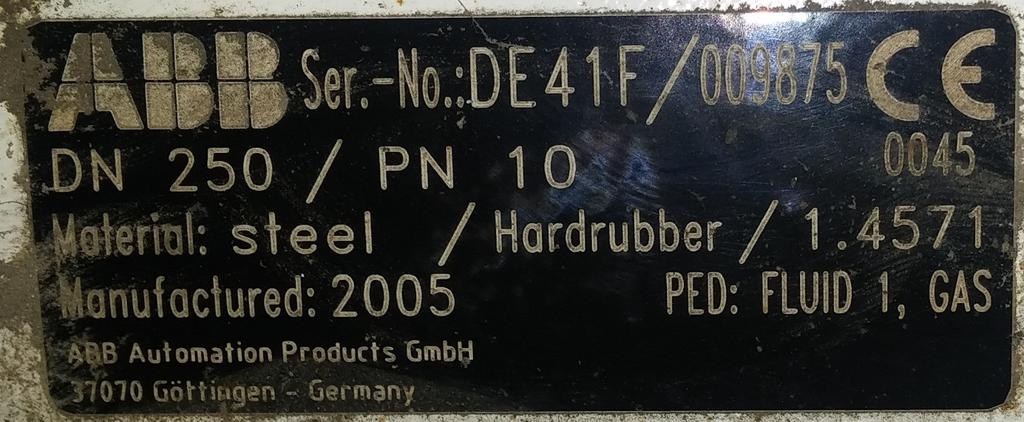 ABB Ser.-No.:DE41F/009875 CE
0045
DN 250 / PN 10
Material: steel / Hardrubber / 1.4571
Manufactured: 2005 PED: FLUID 1, GAS
ABB Automation Products GmbH
37070 Göttingen - Germany